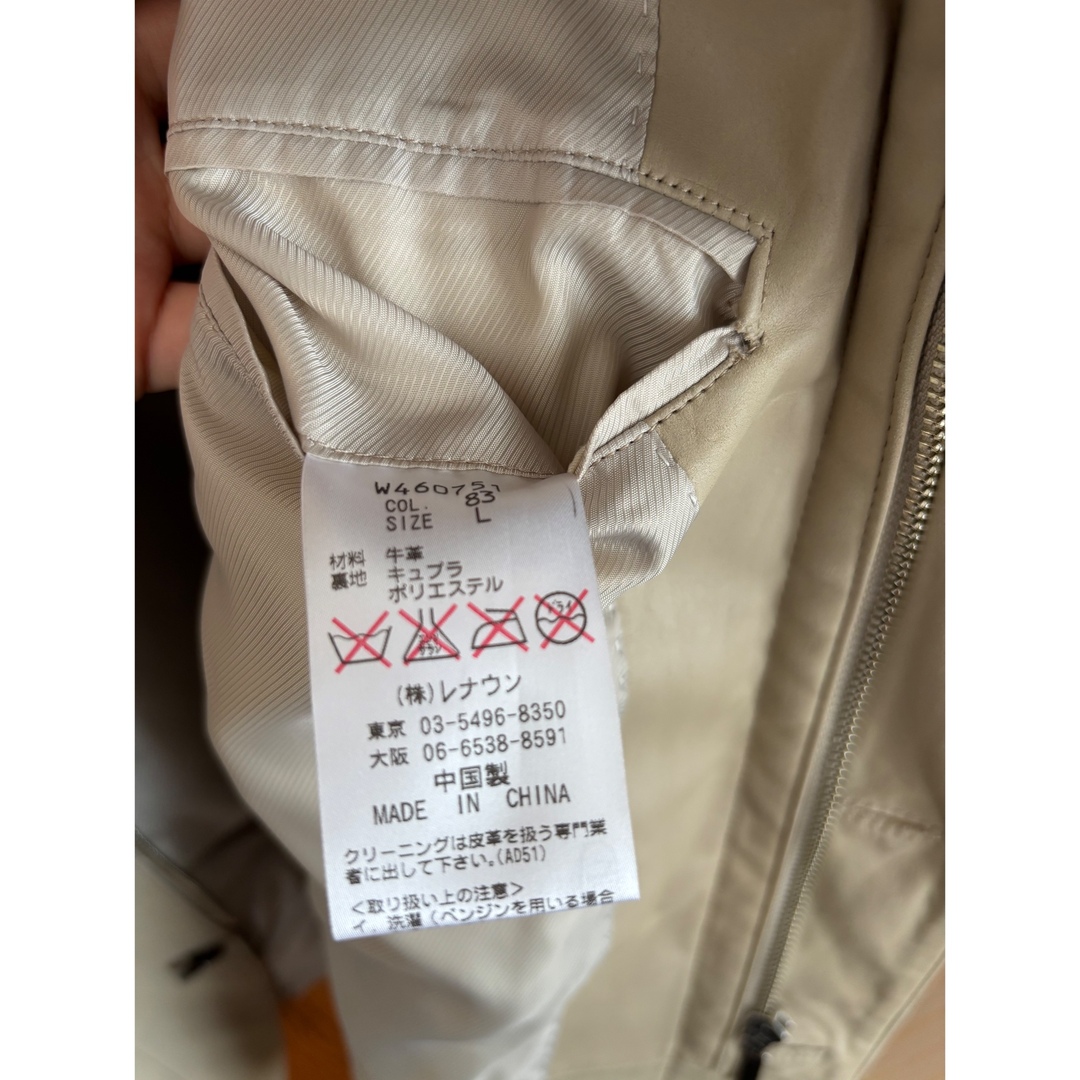 W460751
COL. 83
SIZE L
材料 牛革
裏地 キュプラ
ポリエステル
ドライ
(株)レナウン
東京 03-5496-8350
大阪 06-6538-8591
中国製
MADE IN CHINA
クリーニングは皮革を扱う専門業
者に出して下さい。(AD51)
<取り扱い上の注意>
イ. 洗濯(ベンジンを用いる場合